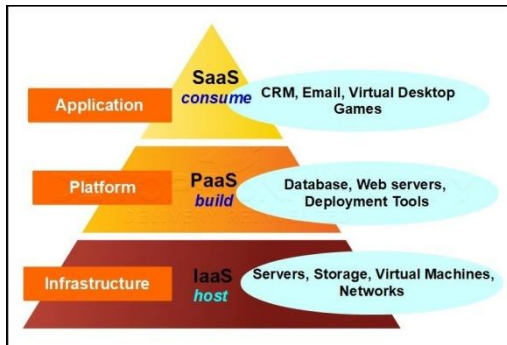 SaaS
consume
Application
CRM, Email, Virtual Desktop
Games
PaaS
build
Platform
Database, Web servers,
Deployment Tools
IaaS
host
Infrastructure
Servers, Storage, Virtual Machines,
Networks